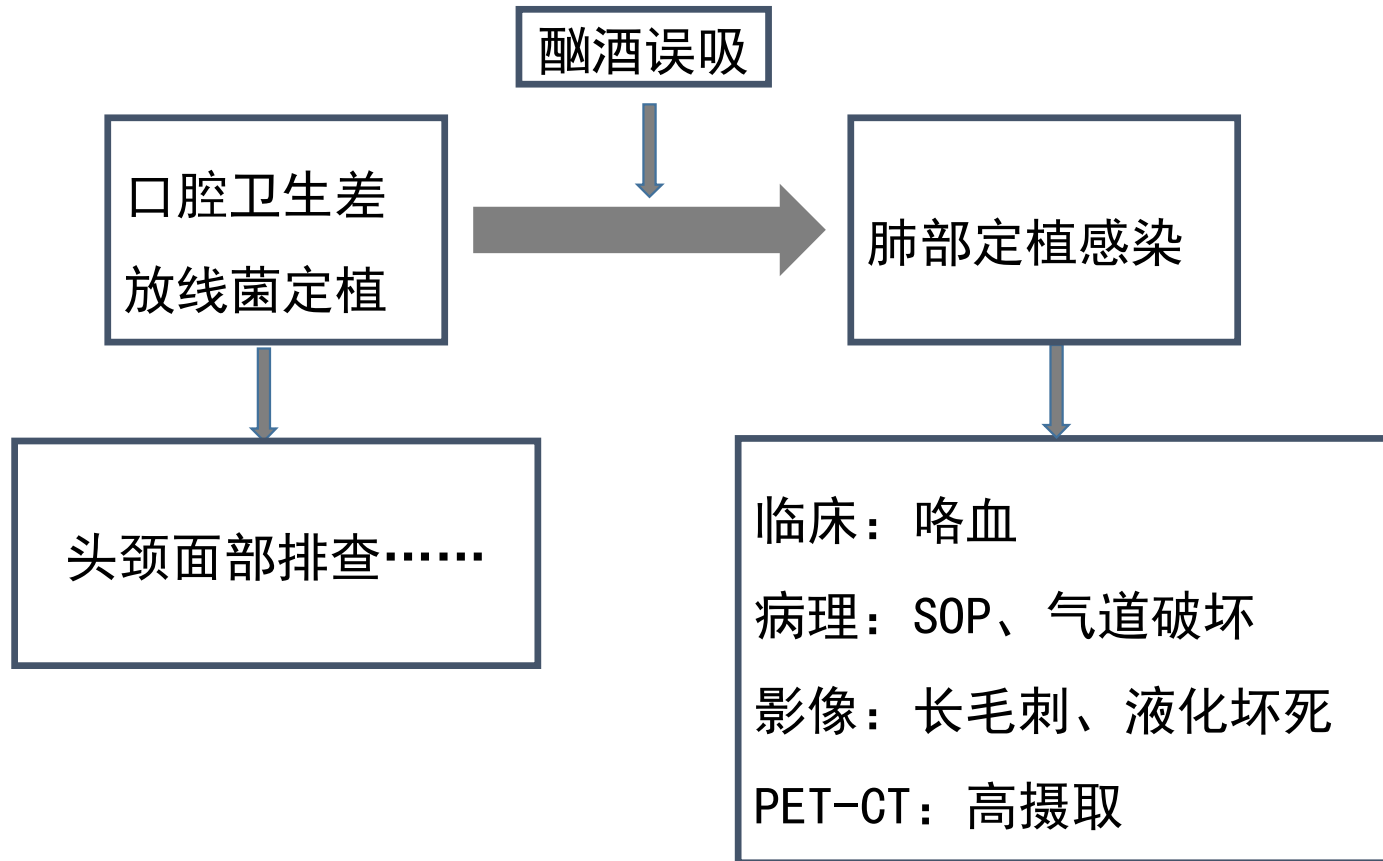 酗酒误吸
口腔卫生差
放线菌定植
肺部定植感染
头颈面部排查……
临床：咯血
病理：SOP、气道破坏
影像：长毛刺、液化坏死
PET-CT：高摄取